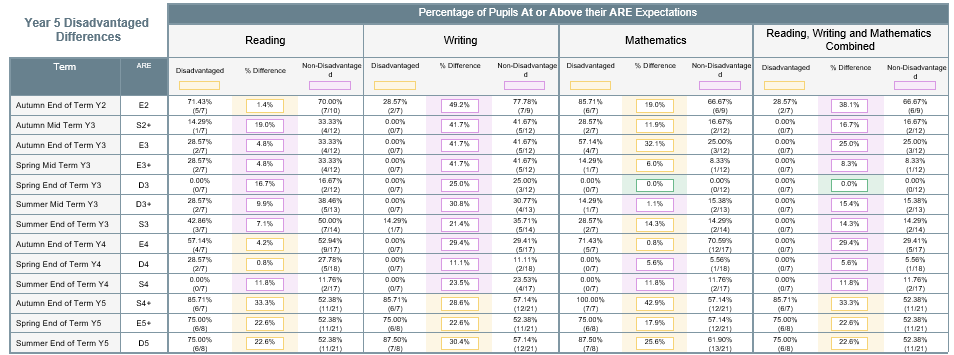 Year 5 Disadvantaged
Differences
Percentage of Pupils At or Above their ARE Expectations
Reading
Writing
Mathematics
Reading, Writing and Mathematics
Combined
Term ARE Disadvantaged % Difference Non-Disadvantage
d
Disadvantaged % Difference Non-Disadvantage
d
Disadvantaged % Difference Non-Disadvantage
d
Disadvantaged % Difference Non-Disadvantage
d
Autumn End of Term Y2 E2 71.43% 1.4% 70.00% 28.57% 49.2% 77.78% 85.71% 19.0% 66.67% 28.57% 38.1% 66.67%
(5/7) (7/10) (2/7) (7/9) (6/7) (6/9) (2/7) (6/9)
Autumn Mid Term Y3 S2+ 14.29% 19.0% 33.33% 0.00% 41.7% 41.67% 28.57% 11.9% 16.67% 0.00% 16.7% 16.67%
(1/7) (4/12) (0/7) (5/12) (2/7) (2/12) (0/7) (2/12)
Autumn End of Term Y3 E3 28.57% 4.8% 33.33% 0.00% 41.7% 41.67% 57.14% 32.1% 25.00% 0.00% 25.0% 25.00%
(2/7) (4/12) (0/7) (5/12) (4/7) (3/12) (0/7) (3/12)
Spring Mid Term Y3 E3+ 28.57% 4.8% 33.33% 0.00% 41.7% 41.67% 14.29% 6.0% 8.33% 0.00% 8.3% 8.33%
(2/7) (4/12) (0/7) (5/12) (1/7) (1/12) (0/7) (1/12)
Spring End of Term Y3 D3 0.00% 16.7% 16.67% 0.00% 25.0% 25.00% 0.00% 0.0% 0.00% 0.00% 0.0% 0.00%
(0/7) (2/12) (0/7) (3/12) (0/7) (0/12) (0/7) (0/12)
Summer Mid Term Y3 D3+ 28.57% 9.9% 38.46% 0.00% 30.8% 30.77% 14.29% 1.1% 15.38% 0.00% 15.4% 15.38%
(2/7) (5/13) (0/7) (4/13) (1/7) (2/13) (0/7) (2/13)
Summer End of Term Y3 S3 42.86% 7.1% 50.00% 14.29% 21.4% 35.71% 28.57% 14.3% 14.29% 0.00% 14.3% 14.29%
(3/7) (7/14) (1/7) (5/14) (2/7) (2/14) (0/7) (2/14)
Autumn End of Term Y4 E4 57.14% 4.2% 52.94% 0.00% 29.4% 29.41% 71.43% 0.8% 70.59% 0.00% 29.4% 29.41%
(4/7) (9/17) (0/7) (5/17) (5/7) (12/17) (0/7) (5/17)
Spring End of Term Y4 D4 28.57% 0.8% 27.78% 0.00% 11.1% 11.11% 0.00% 5.6% 5.56% 0.00% 5.6% 5.56%
(2/7) (5/18) (0/7) (2/18) (0/7) (1/18) (0/7) (1/18)
Summer End of Term Y4 S4 0.00% 11.8% 11.76% 0.00% 23.5% 23.53% 0.00% 11.8% 11.76% 0.00% 11.8% 11.76%
(0/7) (2/17) (0/7) (4/17) (0/7) (2/17) (0/7) (2/17)
Autumn End of Term Y5 S4+ 85.71% 33.3% 52.38% 85.71% 28.6% 57.14% 100.00% 42.9% 57.14% 85.71% 33.3% 52.38%
(6/7) (11/21) (6/7) (12/21) (7/7) (12/21) (6/7) (11/21)
Spring End of Term Y5 E5+ 75.00% 22.6% 52.38% 75.00% 22.6% 52.38% 75.00% 17.9% 57.14% 75.00% 22.6% 52.38%
(6/8) (11/21) (6/8) (11/21) (6/8) (12/21) (6/8) (11/21)
Summer End of Term Y5 D5 75.00% 22.6% 52.38% 87.50% 30.4% 57.14% 87.50% 25.6% 61.90% 75.00% 22.6% 52.38%
(6/8) (11/21) (7/8) (12/21) (7/8) (13/21) (6/8) (11/21)